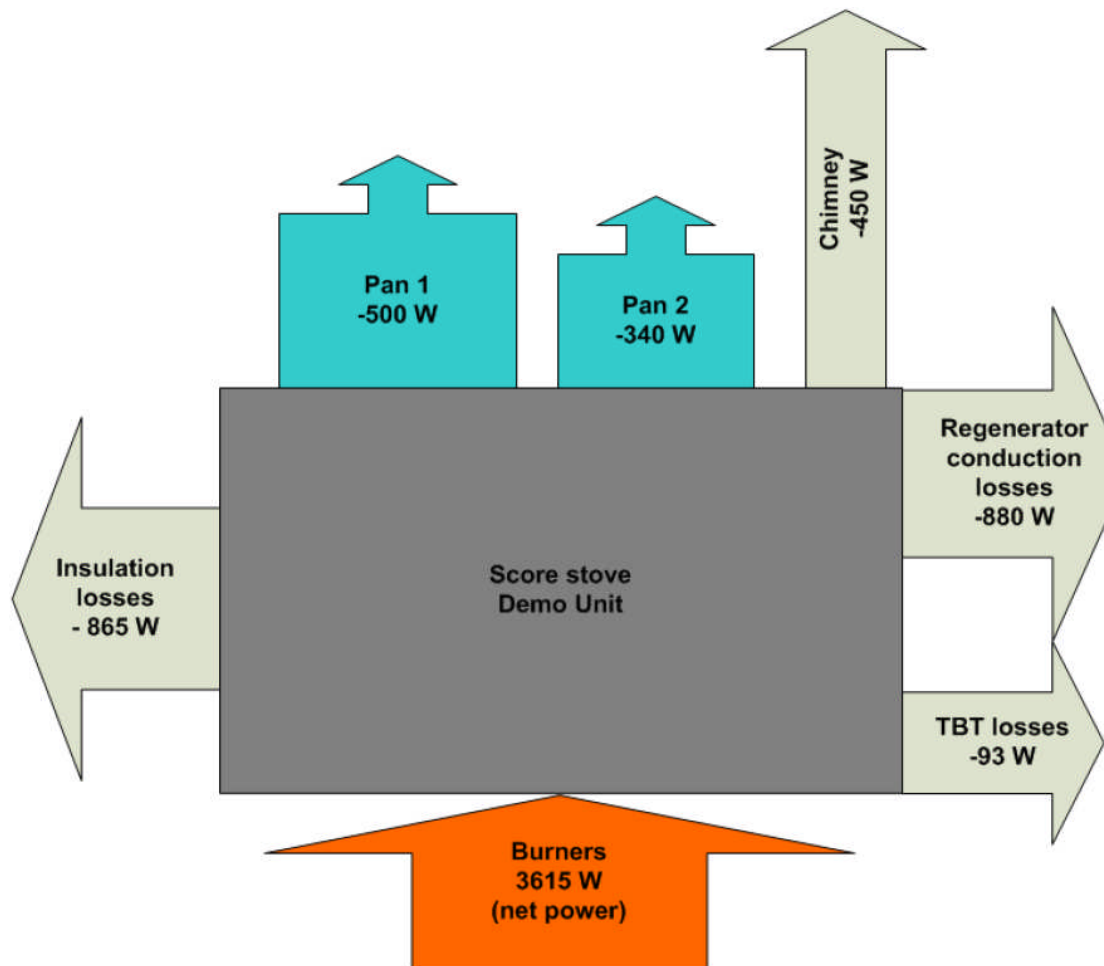 Chimney
-450 W
Pan 1
-500 W
Pan 2
-340 W
Regenerator
conduction
losses
-880 W
Insulation
losses
- 865 W
Score stove
Demo Unit
TBT losses
-93 W
Burners
3615 W
(net power)